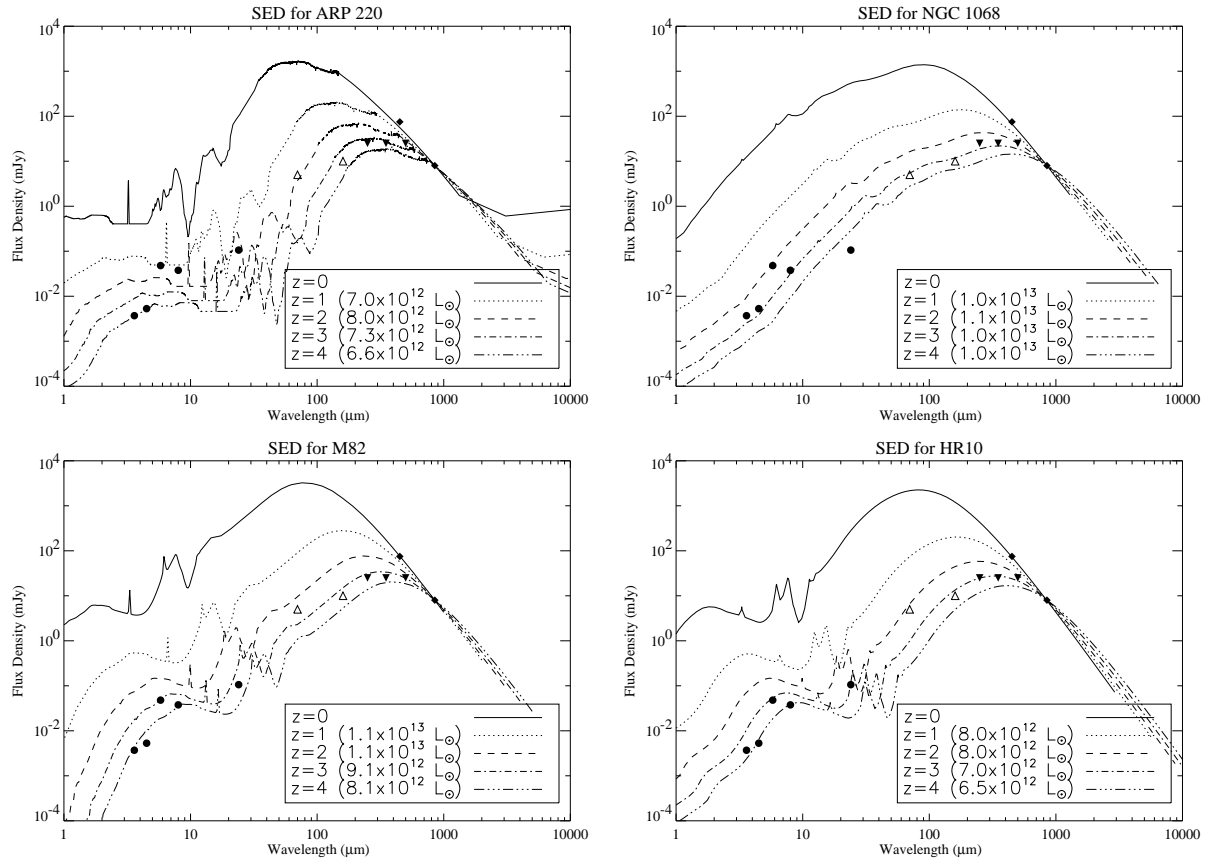 SED for ARP 220
10^4
10^2
10^0
10^-2
10^-4
Flux Density (mJy)
z=0
z=1 (7.0x10^12 L⊙)
z=2 (8.0x10^12 L⊙)
z=3 (7.3x10^12 L⊙)
z=4 (6.6x10^12 L⊙)
1 10 100 1000 10000
Wavelength (μm)
SED for NGC 1068
10^4
10^2
10^0
10^-2
10^-4
Flux Density (mJy)
z=0
z=1 (1.0x10^13 L⊙)
z=2 (1.1x10^13 L⊙)
z=3 (1.0x10^13 L⊙)
z=4 (1.0x10^13 L⊙)
1 10 100 1000 10000
Wavelength (μm)
SED for M82
10^4
10^2
10^0
10^-2
10^-4
Flux Density (mJy)
z=0
z=1 (1.1x10^13 L⊙)
z=2 (1.1x10^13 L⊙)
z=3 (9.1x10^12 L⊙)
z=4 (8.1x10^12 L⊙)
1 10 100 1000 10000
Wavelength (μm)
SED for HR10
10^4
10^2
10^0
10^-2
10^-4
Flux Density (mJy)
z=0
z=1 (8.0x10^12 L⊙)
z=2 (8.0x10^12 L⊙)
z=3 (7.0x10^12 L⊙)
z=4 (6.5x10^12 L⊙)
1 10 100 1000 10000
Wavelength (μm)